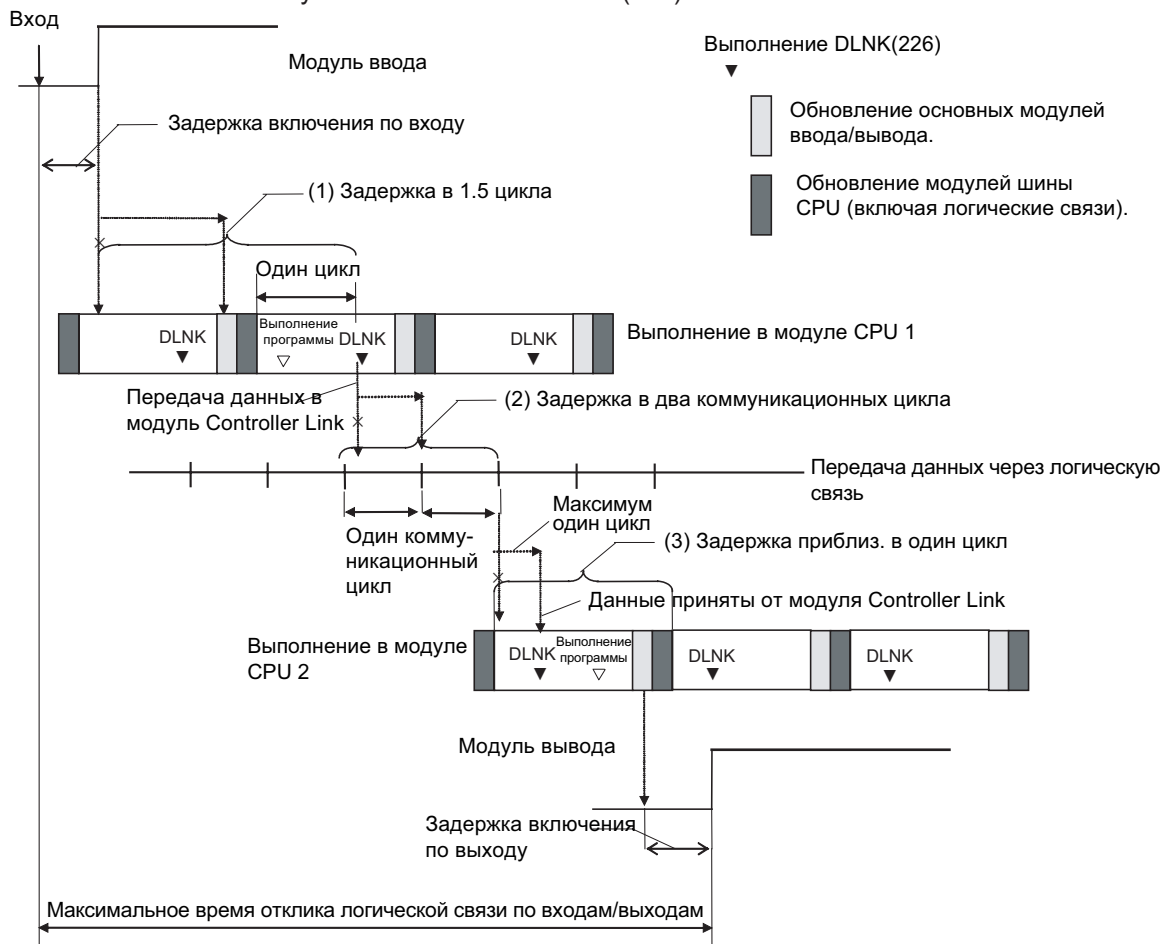 Вход
Модуль ввода
Выполнение DLNK(226)
Обновление основных модулей
ввода/вывода.
Обновление модулей шины
CPU (включая логические связи).
Задержка включения по входу
(1) Задержка в 1.5 цикла
Один цикл
DLNK
Выполнение
программы
DLNK
DLNK
Выполнение в модуле CPU 1
Передача данных в
модуль Controller Link
(2) Задержка в два коммуникационных цикла
Передача данных через логическую
связь
Один комму-
никационный
цикл
Максимум
один цикл
(3) Задержка приблиз. в один цикл
Данные приняты от модуля Controller Link
Выполнение в модуле
CPU 2
DLNK
Выполнение
программы
DLNK
DLNK
Модуль вывода
Задержка включения
по выходу
Максимальное время отклика логической связи по входам/выходам